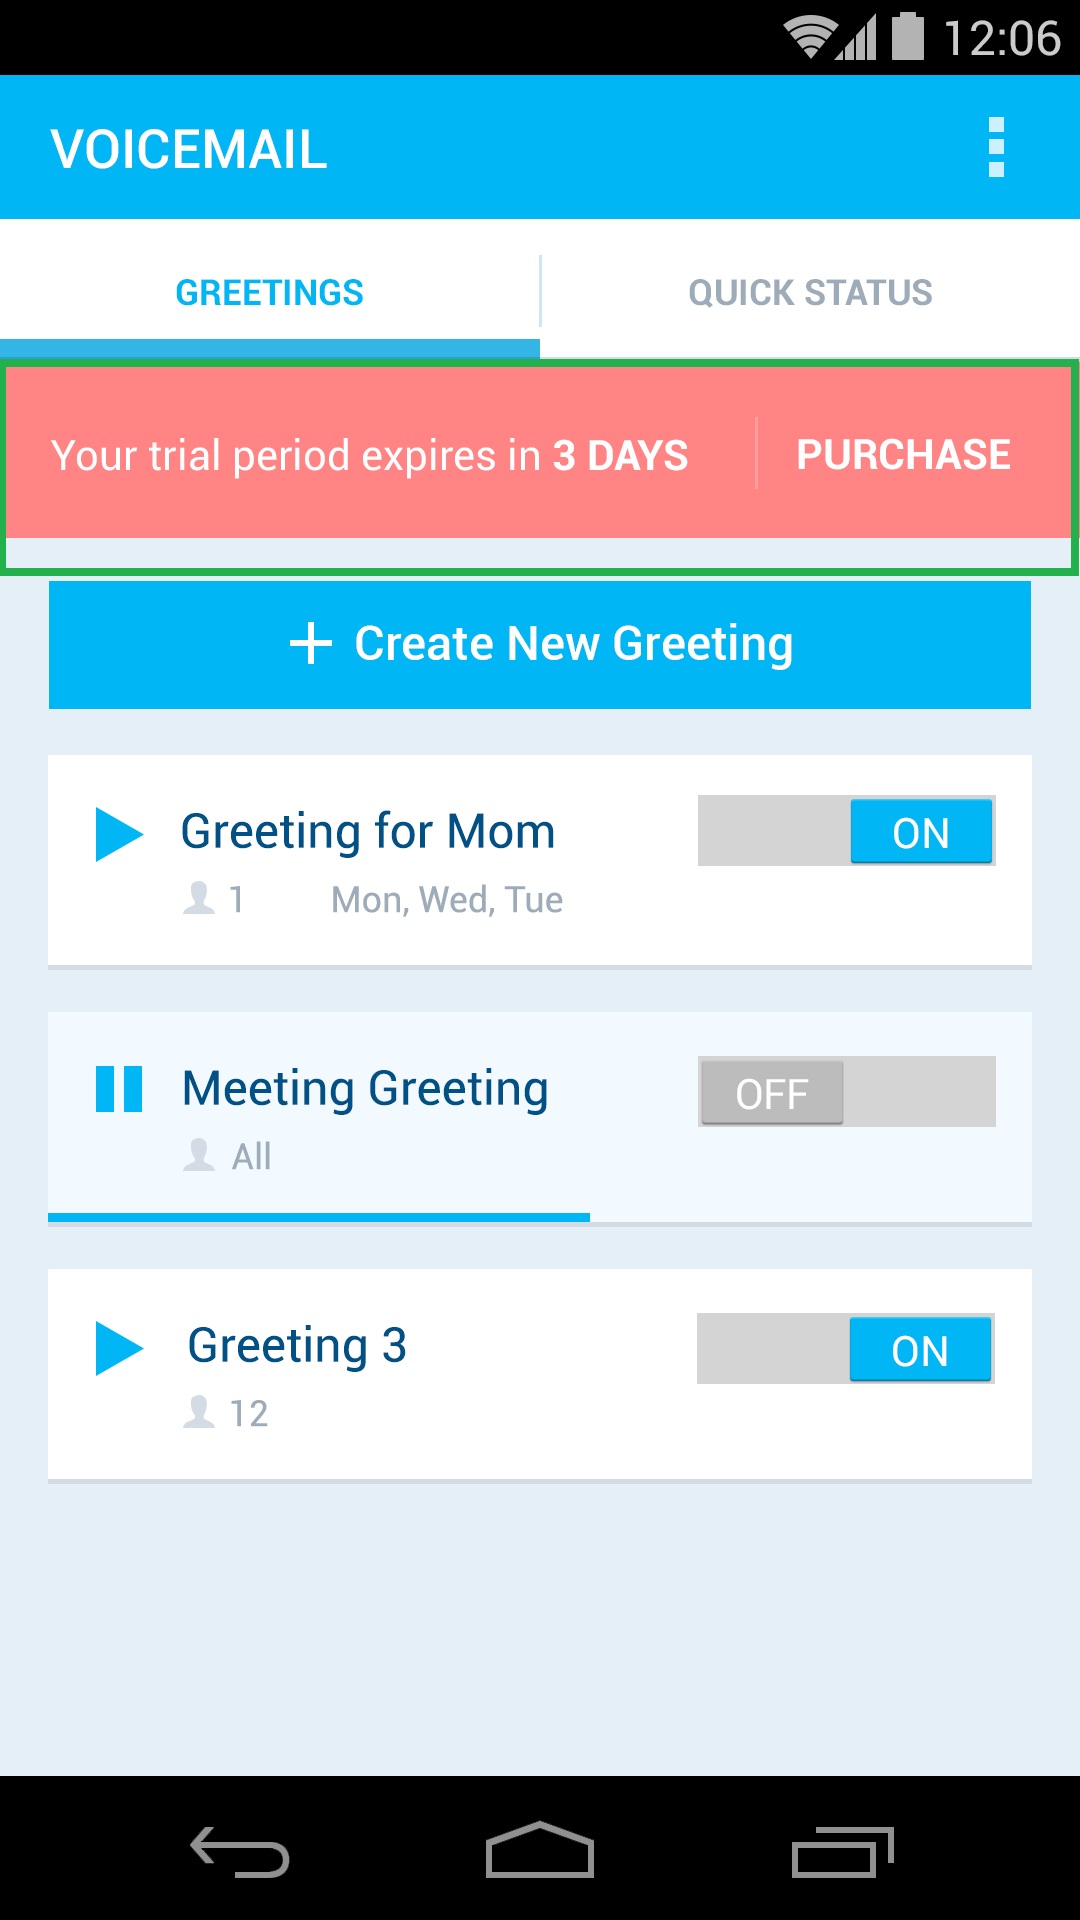 12:06
VOICEMAIL
GREETINGS
QUICK STATUS
Your trial period expires in 3 DAYS
PURCHASE
+ Create New Greeting
Greeting for Mom
ON
1 Mon, Wed, Tue
Meeting Greeting
OFF
All
Greeting 3
ON
12